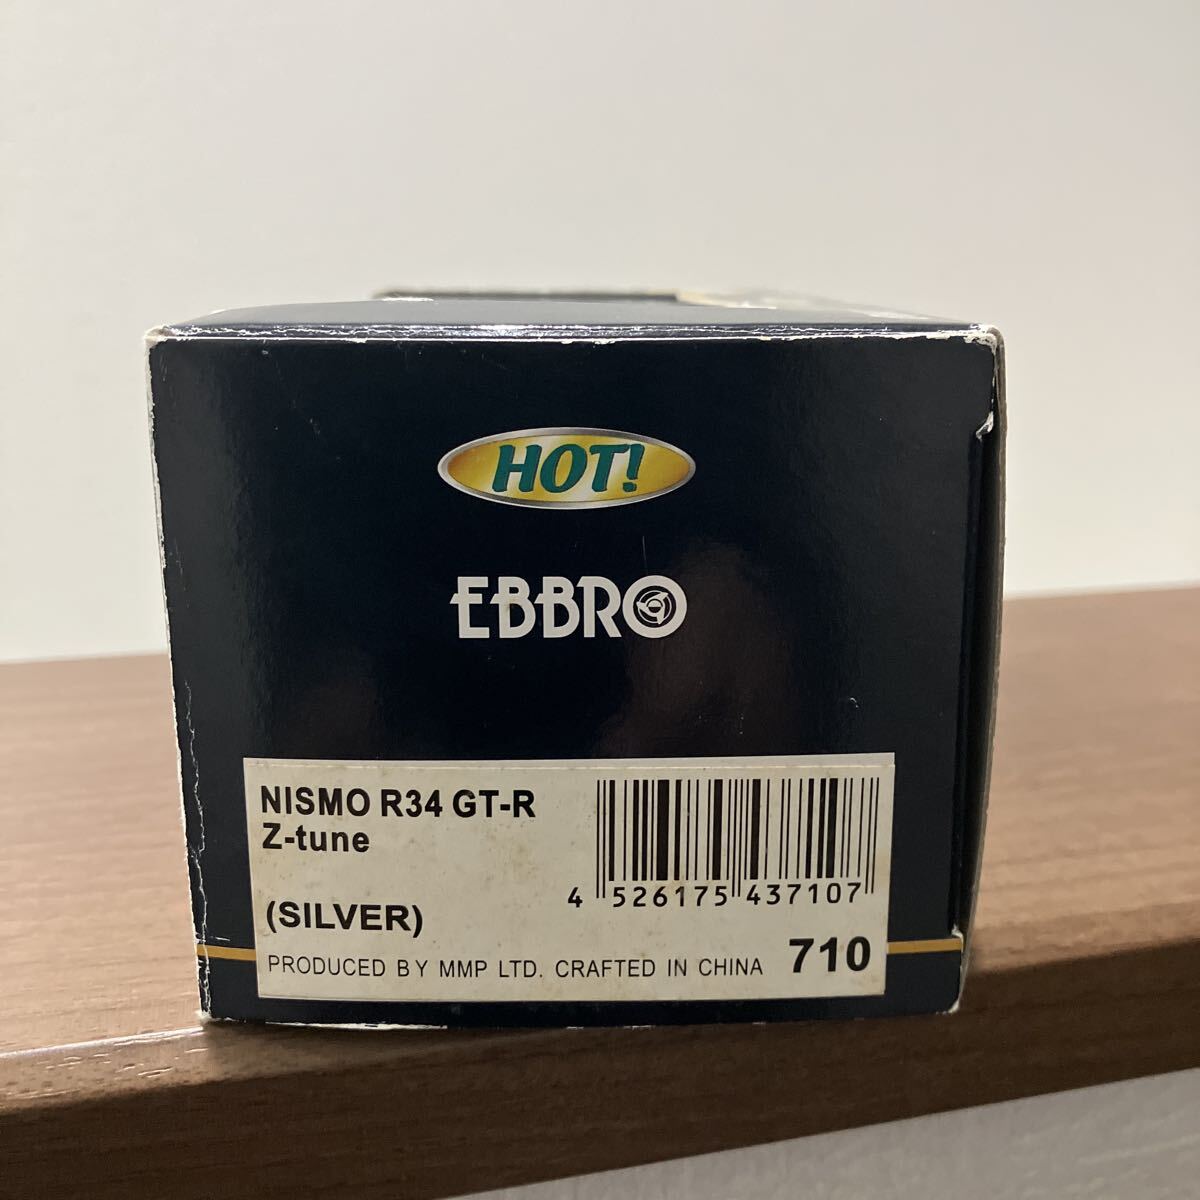 HOT!
EBBRO
NISMO R34 GT-R
Z-tune
(SILVER)
4 526175 437107
PRODUCED BY MMP LTD. CRAFTED IN CHINA 710